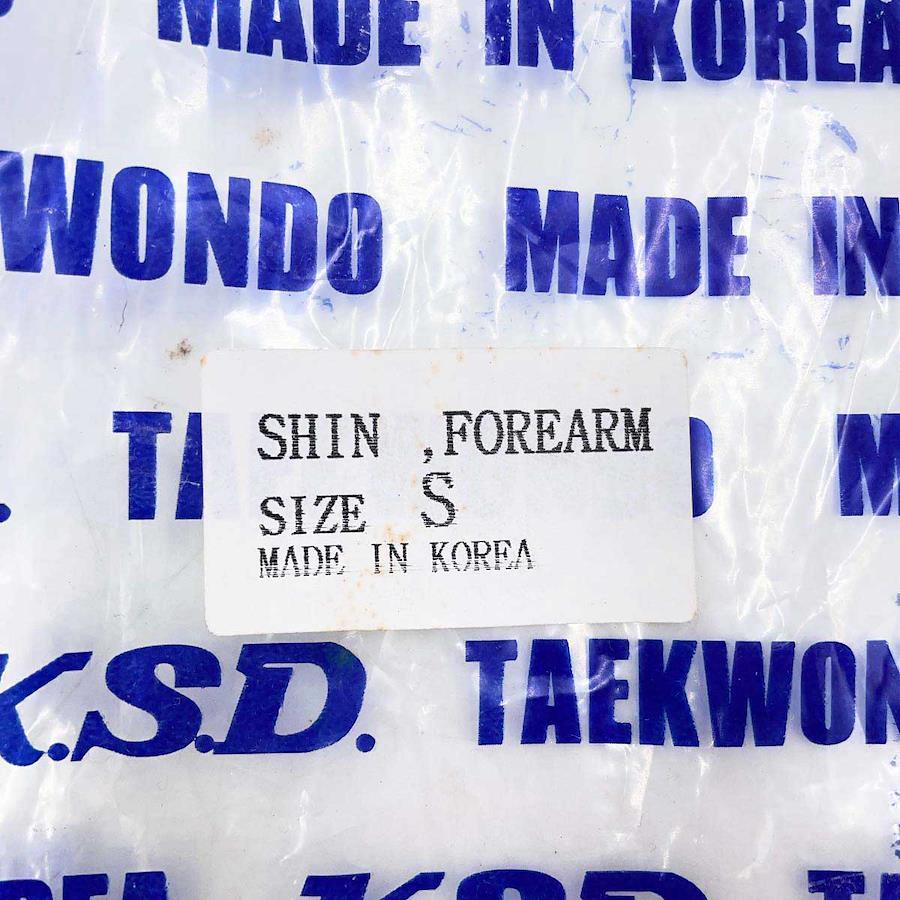 MADE IN KOREA
WONDO MADE IN
SHIN ,FOREARM
SIZE S
MADE IN KOREA
K.S.D. TAEKWON
K.S.D.